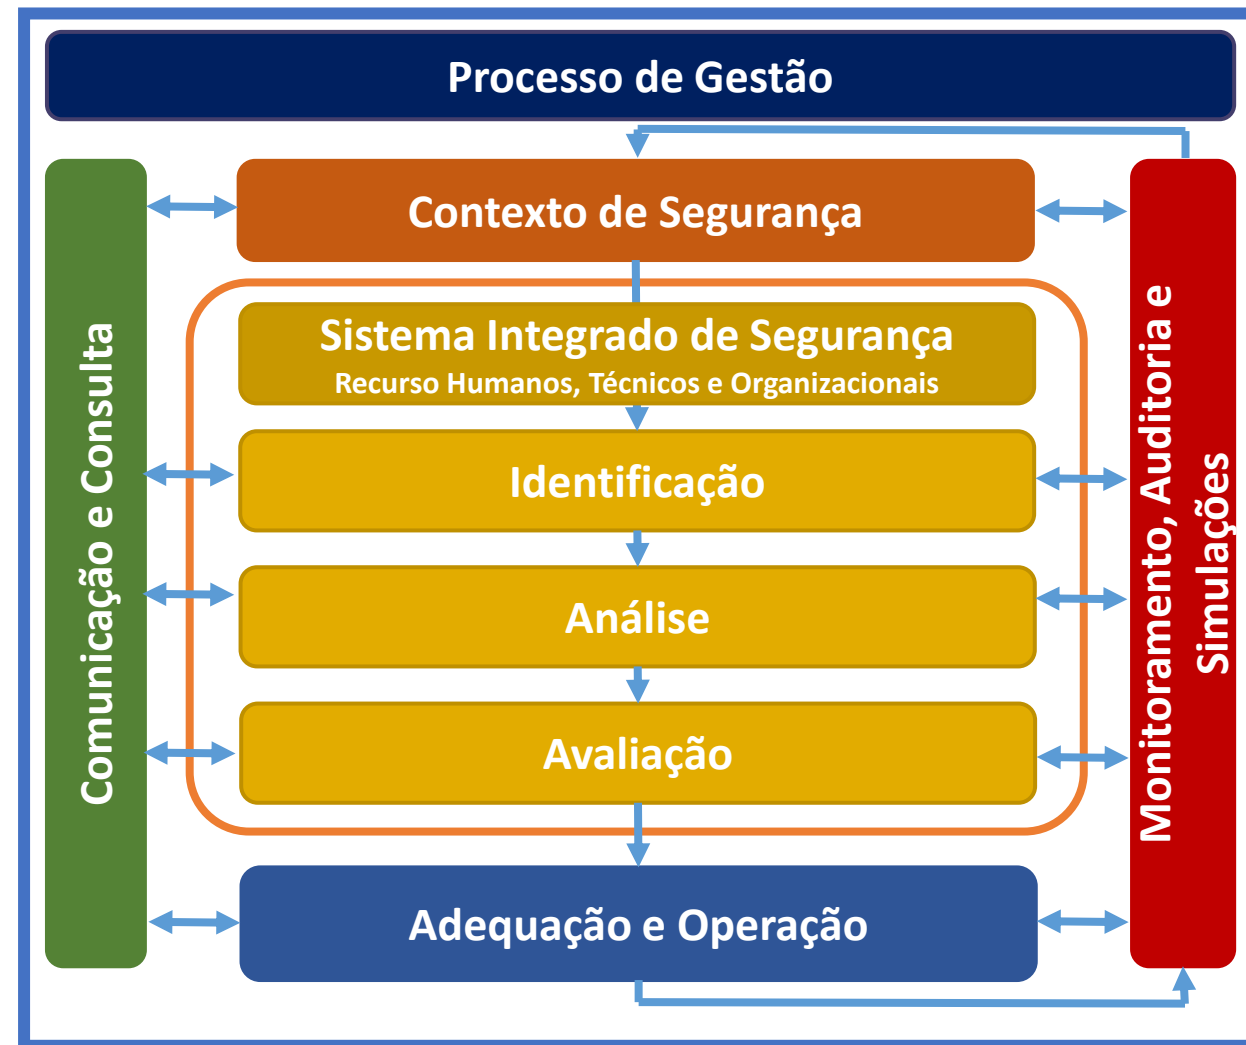 Processo de Gestão
Contexto de Segurança
Sistema Integrado de Segurança
Recurso Humanos, Técnicos e Organizacionais
Identificação
Análise
Avaliação
Adequação e Operação
Comunicação e Consulta
Monitoramento, Auditoria e
Simulações